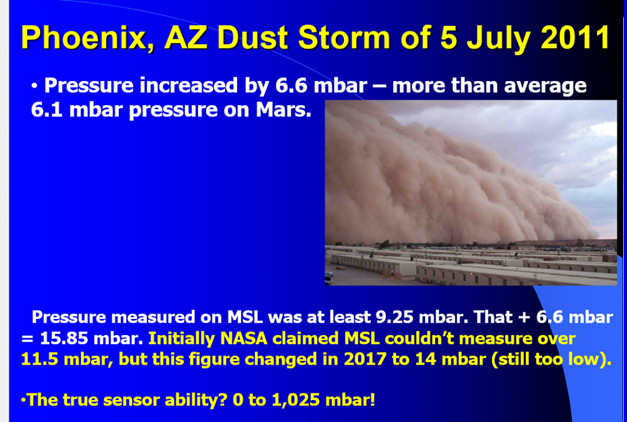 Phoenix, AZ Dust Storm of 5 July 2011
• Pressure increased by 6.6 mbar – more than average
6.1 mbar pressure on Mars.
Pressure measured on MSL was at least 9.25 mbar. That + 6.6 mbar
= 15.85 mbar. Initially NASA claimed MSL couldn’t measure over
11.5 mbar, but this figure changed in 2017 to 14 mbar (still too low).
•The true sensor ability? 0 to 1,025 mbar!